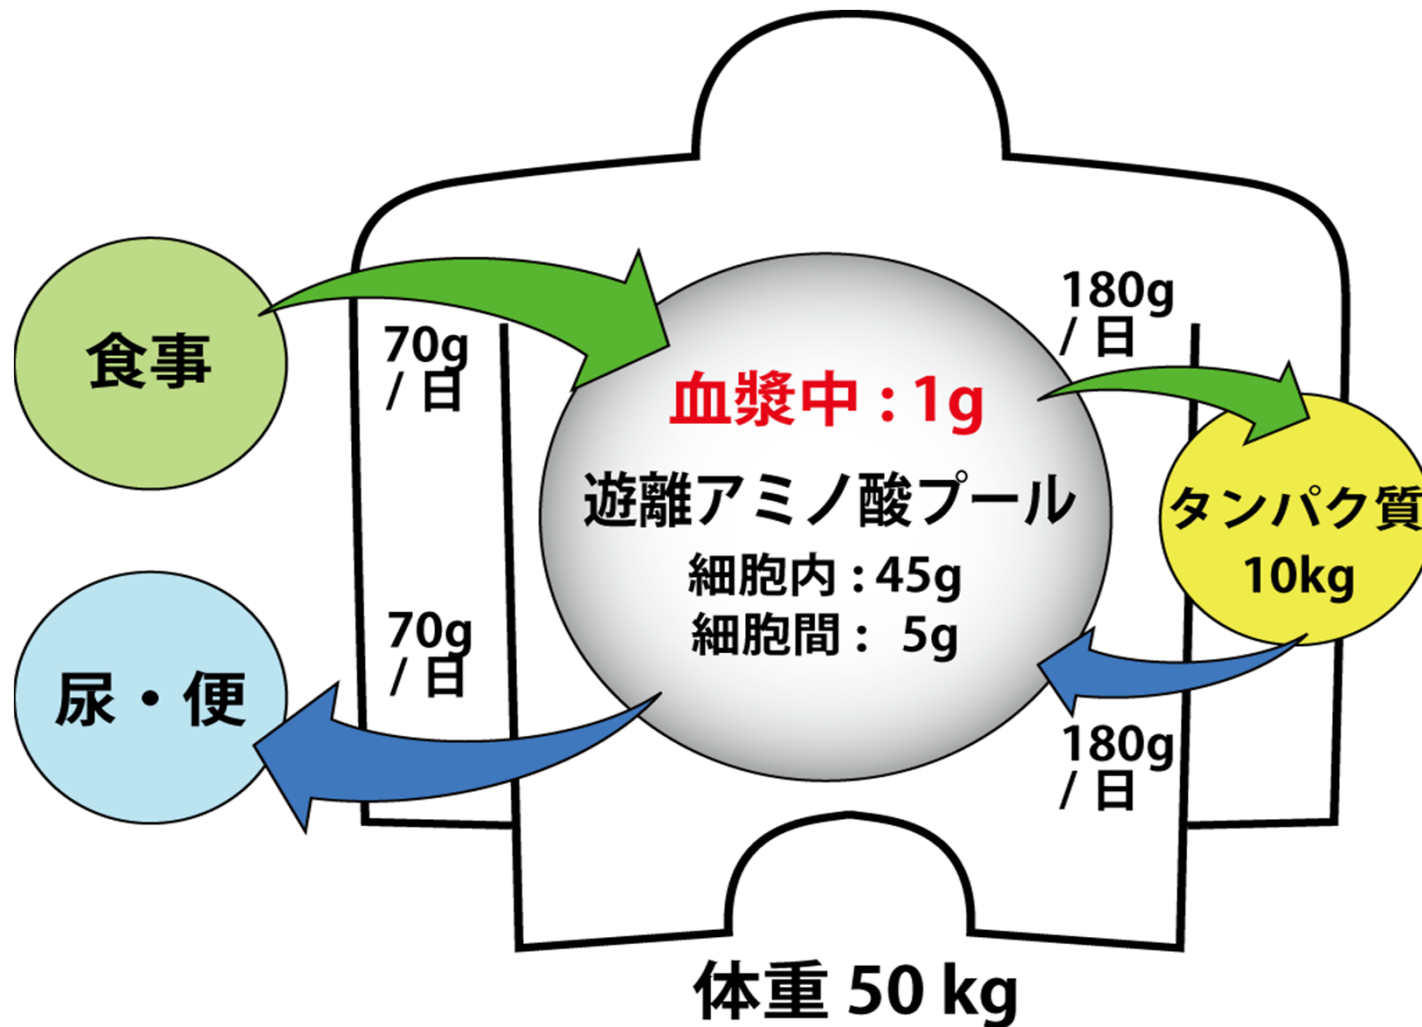 食事
70g
/ 日
血漿中 : 1g
遊離アミノ酸プール
細胞内 : 45g
細胞間 : 5g
180g
/ 日
タンパク質
10kg
尿・便
70g
/ 日
180g
/ 日
体重 50 kg